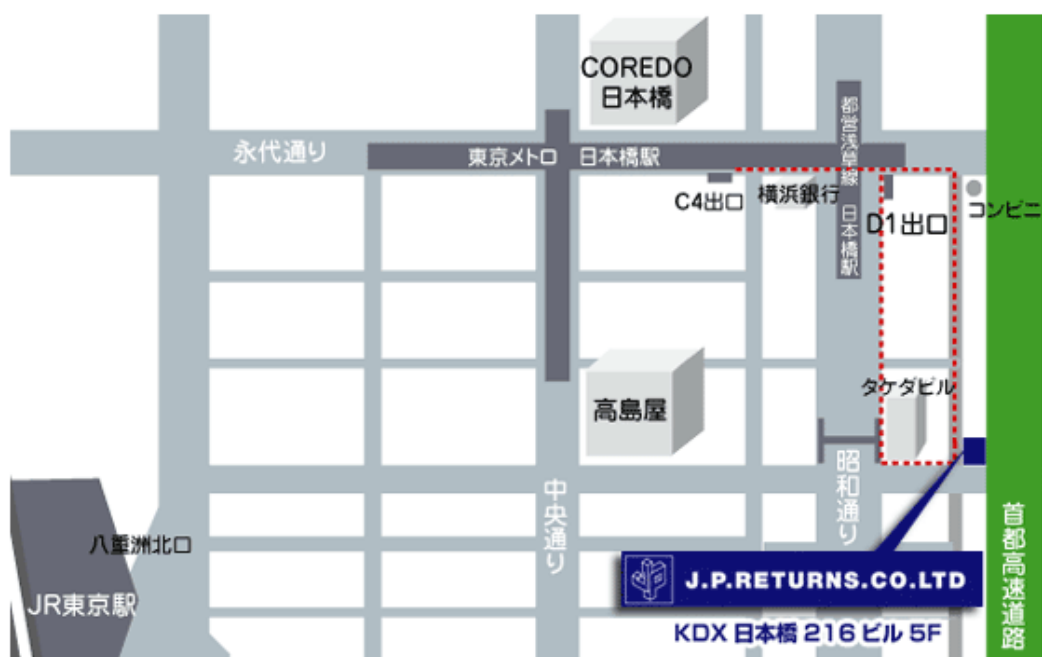 COREDO
日本橋
永代通り
東京メトロ 日本橋駅
都営浅草線 日本橋駅
C4出口
横浜銀行
D1出口
コンビニ
高島屋
タケダビル
中央通り
昭和通り
首都高速道路
八重洲北口
JR東京駅
J.P.RETURNS.CO.LTD
KDX 日本橋 216 ビル 5F